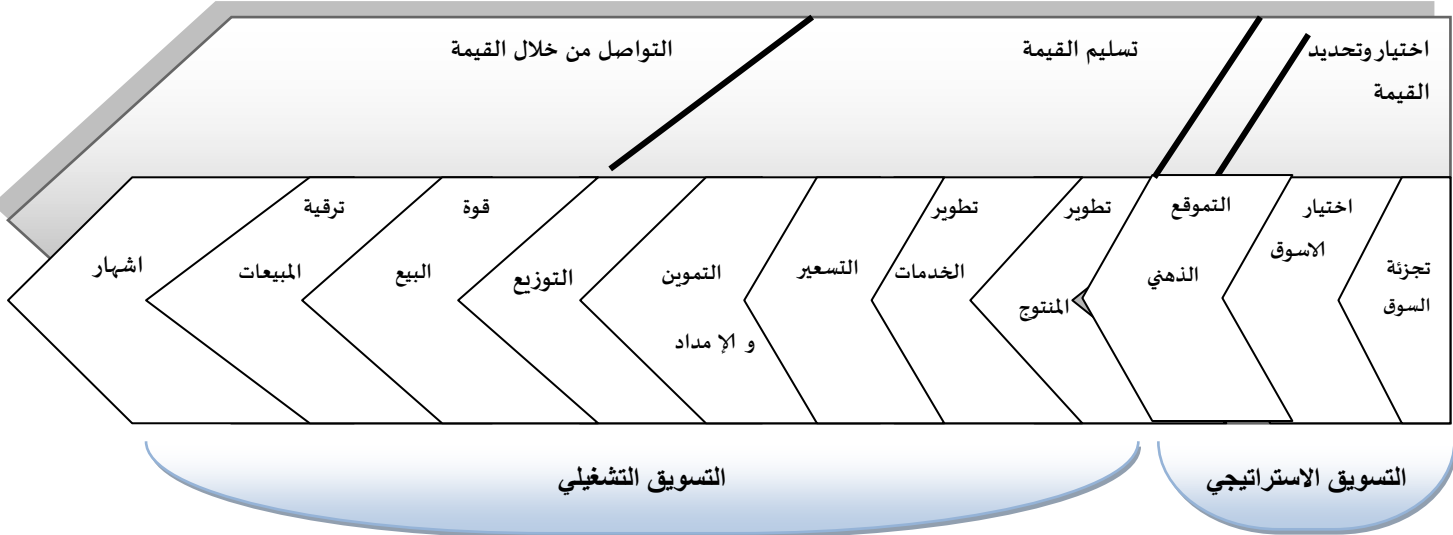 اختيار وتحديد
القيمة
تسليم القيمة
التواصل من خلال القيمة
تجزئة
السوق
اختيار
الاسوق
التموقع
الذهني
تطوير
المنتوج
تطوير
الخدمات
التسعير
التموين
و الإ مداد
التوزيع
قوة
البيع
ترقية
المبيعات
اشهار
التسويق الاستراتيجي
التسويق التشغيلي